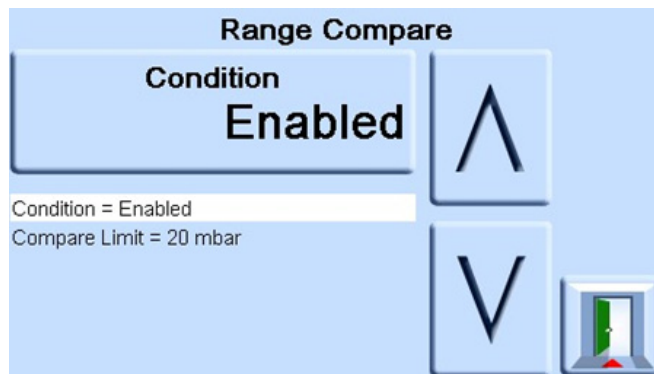 Range Compare
Condition
Enabled
Condition = Enabled
Compare Limit = 20 mbar